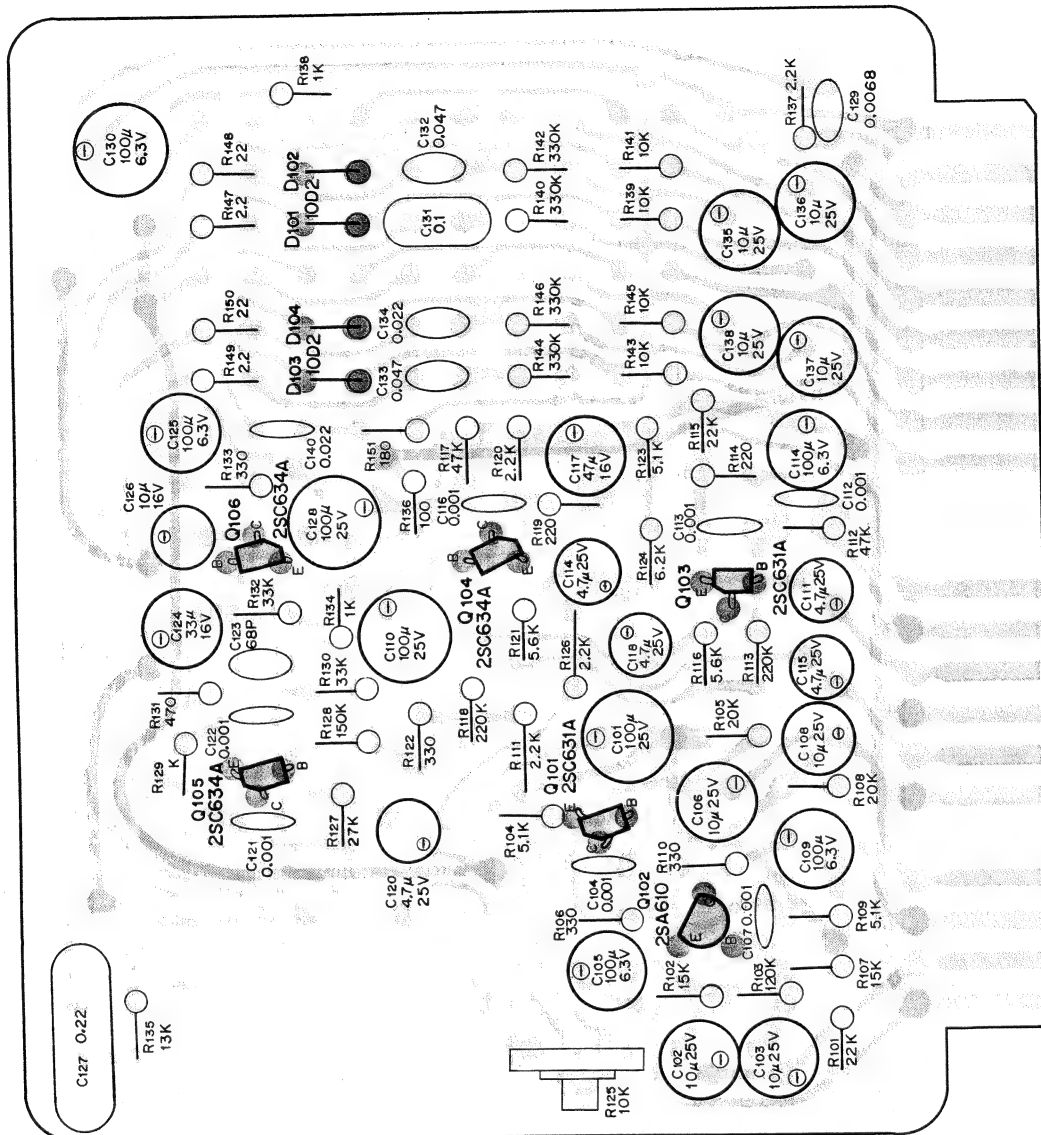 R138
1K
C130
100µ
6.3V
R148
22
R147
2.2
D102
D101
10D2
C132
0.047
C131
0.1
R142
330K
R140
330K
R141
10K
R139
10K
R137 2.2K
C129
0.0068
C136
10µ
25V
C135
10µ
25V
R150
22
R149
2.2
D104
D103
10D2
C134
0.022
C133
0.047
R146
330K
R144
330K
R145
10K
R143
10K
C138
10µ
25V
C137
10µ
25V
C125
100µ
6.3V
R133
330
C140
0.022
R151
180
R117
47K
R120
2.2K
C117
47µ
16V
R123
5.1K
R115
22K
R114
220
C114
100µ
6.3V
C112
0.001
C126
10µ
16V
Q106
2SC634A
B
C
E
C128
100µ
25V
R136
100
C116
0.001
R119
220
C113
0.001
R112
47K
R132
33K
Q104
2SC634A
C
B
E
C114
4.7µ25V
R124
6.2K
Q103
2SC631A
E
B
C
C111
4.7µ25V
C124
33µ
16V
C123
68P
R134
1K
C110
100µ
25V
R121
5.6K
R126
2.2K
C118
4.7µ
25V
R116
5.6K
R113
220K
C115
4.7µ25V
R131
470
R130
33K
R129
K
C122
0.001
R128
150K
R122
330
R118
220K
R111
2.2K
C101
100µ
25V
R105
20K
C108
10µ25V
Q105
2SC634A
E
B
C
Q101
2SC631A
E
B
C
C106
10µ25V
R108
20K
C121
0.001
R127
27K
C120
4.7µ
25V
R104
5.1K
C104
0.001
R110
330
C109
100µ
6.3V
Q102
2SA610
E
B
R106
330
C107 0.001
R109
5.1K
C105
100µ
6.3V
R102
15K
R103
120K
R107
15K
C127 0.22
R135
13K
R125
10K
C102
10µ25V
C103
10µ25V
R101
22K